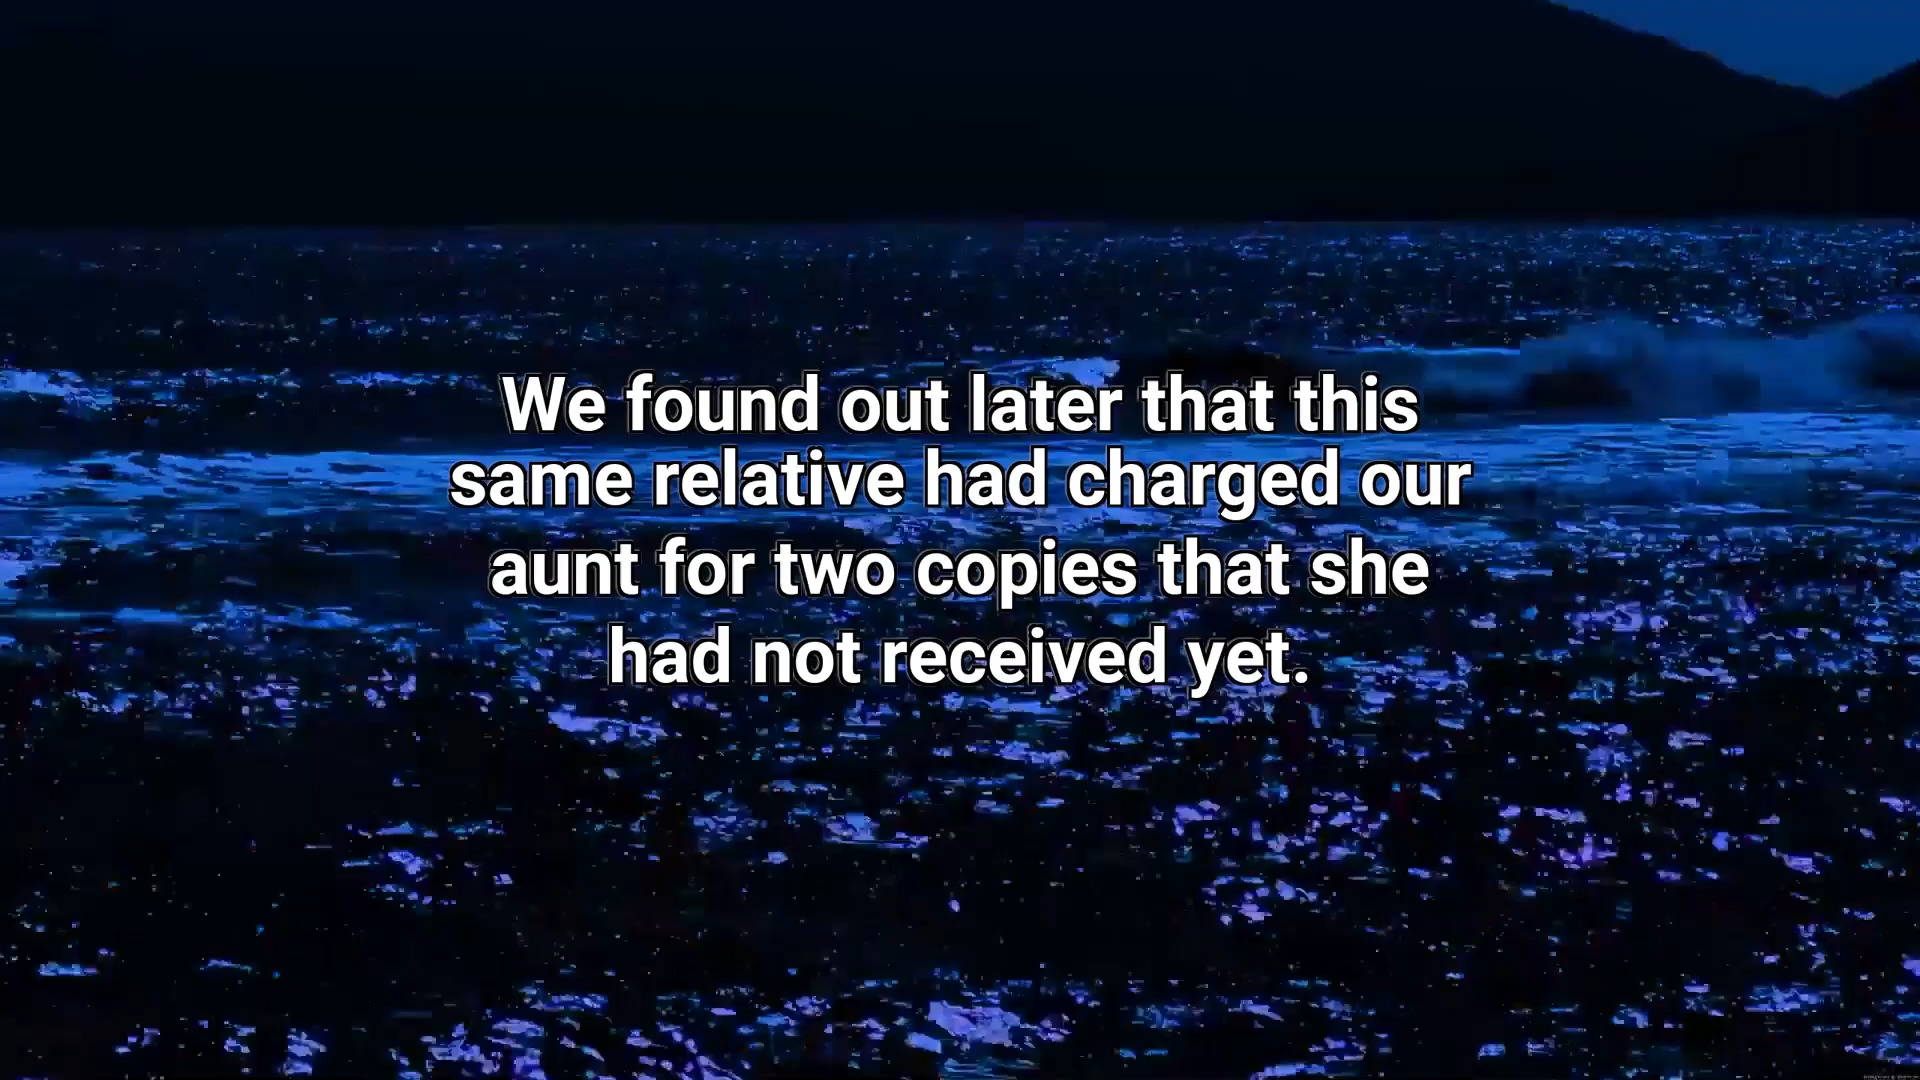 We found out later that this
same relative had charged our
aunt for two copies that she
had not received yet.